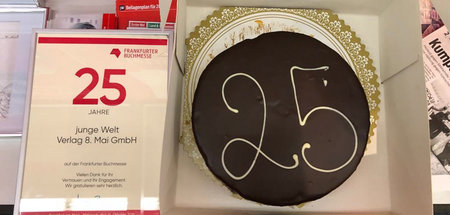 FRANKFURTER
BUCHMESSE
25
JAHRE
junge Welt
Verlag 8. Mai GmbH
auf der Frankfurter Buchmesse
Vielen Dank für Ihr
Vertrauen und Ihr Engagement.
Wir gratulieren sehr herzlich.
25